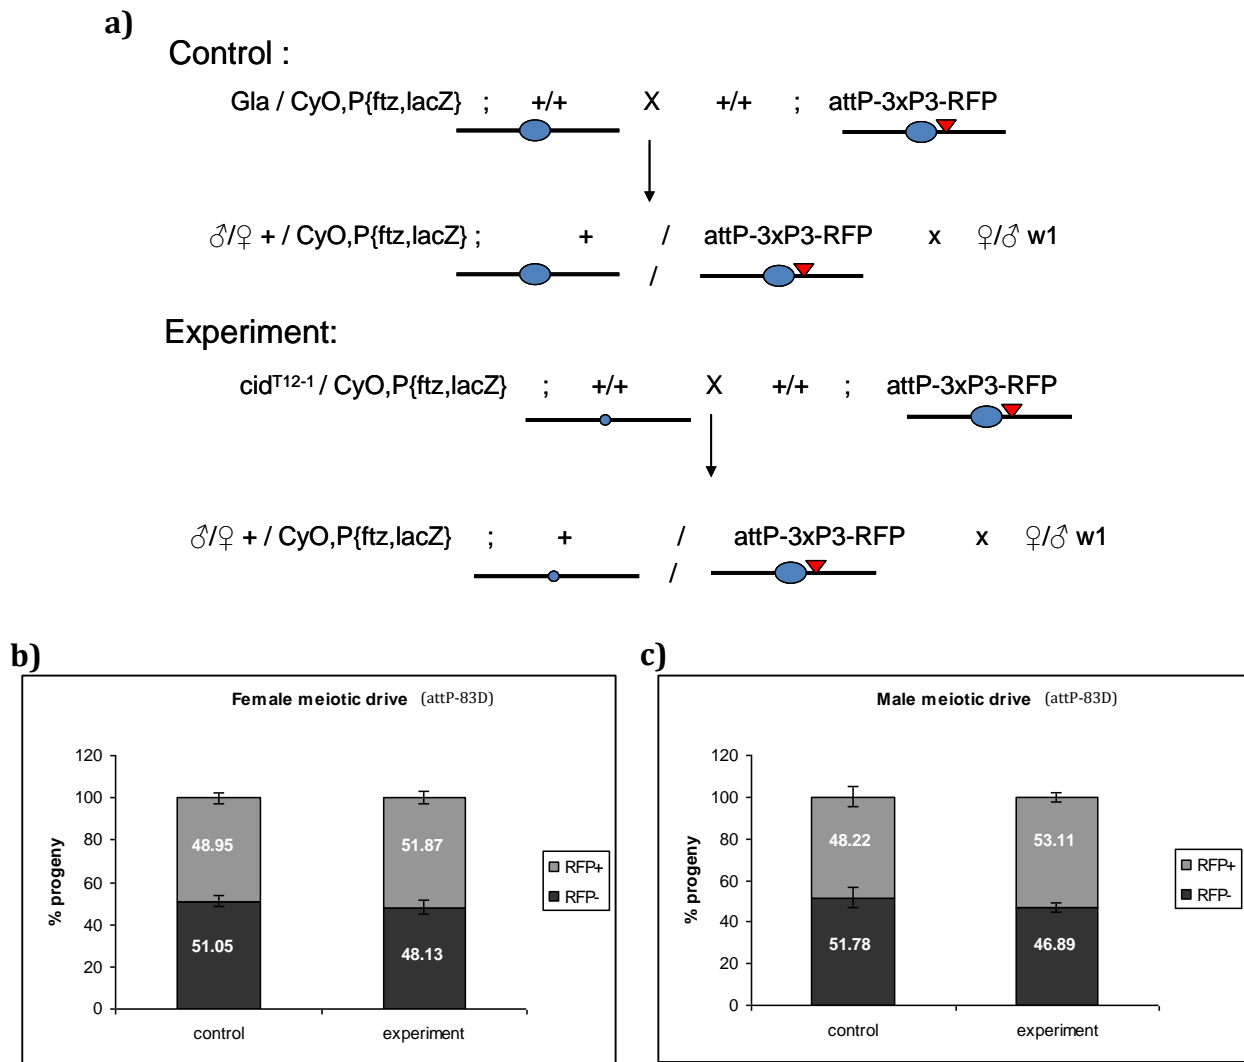 a)
Control :
Gla / CyO,P{ftz,lacZ} ; +/+ X +/+ ; attP-3xP3-RFP
♂/♀ + / CyO,P{ftz,lacZ} ; + / attP-3xP3-RFP x ♀/♂ w1
/
Experiment:
cidT12-1 / CyO,P{ftz,lacZ} ; +/+ X +/+ ; attP-3xP3-RFP
♂/♀ + / CyO,P{ftz,lacZ} ; + / attP-3xP3-RFP x ♀/♂ w1
/
b)
Female meiotic drive (attP-83D)
% progeny
120
100
80
60
40
20
0
48.95
51.87
51.05
48.13
control
experiment
RFP+
RFP-
c)
Male meiotic drive (attP-83D)
% progeny
120
100
80
60
40
20
0
48.22
53.11
51.78
46.89
control
experiment
RFP+
RFP-